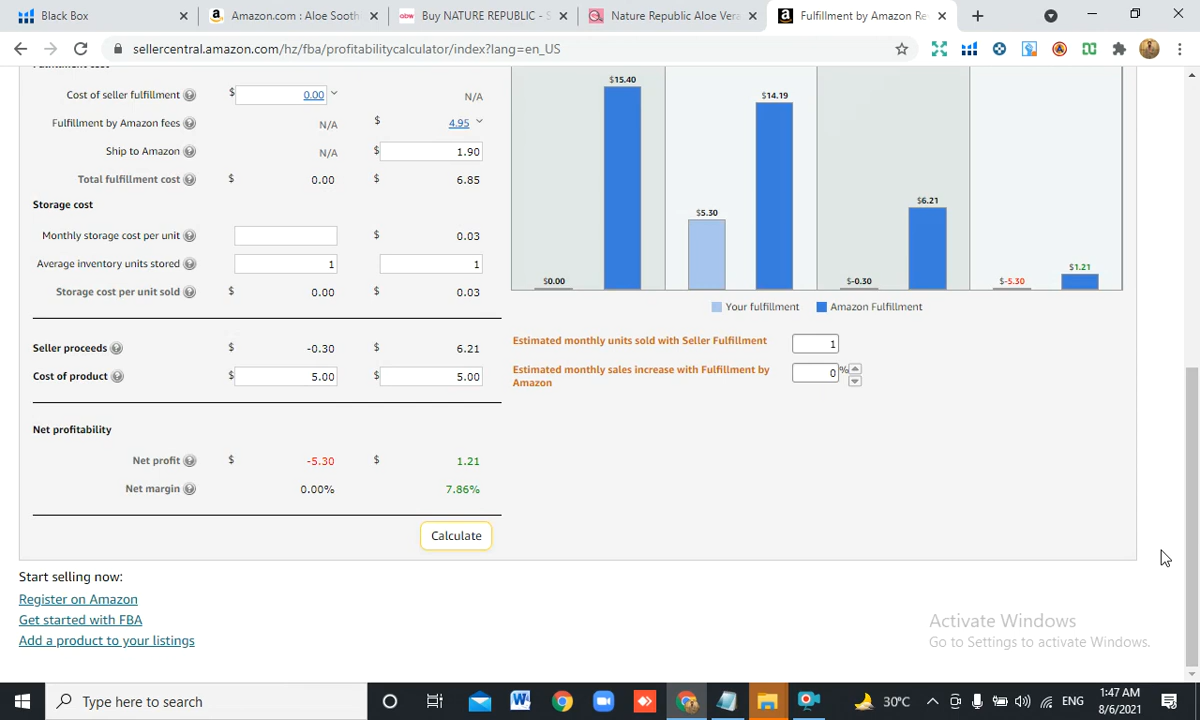 Black Box
Amazon.com : Aloe Sooth
Buy NATURE REPUBLIC - S
Nature Republic Aloe Vera
Fulfillment by Amazon Re
sellercentral.amazon.com/hz/fba/profitabilitycalculator/index?lang=en_US
Cost of seller fulfillment $ 0.00 N/A
Fulfillment by Amazon fees N/A $ 4.95
Ship to Amazon N/A $ 1.90
Total fulfillment cost $ 0.00 $ 6.85
Storage cost
Monthly storage cost per unit $ 0.03
Average inventory units stored 1 1
Storage cost per unit sold $ 0.00 $ 0.03
Seller proceeds $ -0.30 $ 6.21
Cost of product $ 5.00 $ 5.00
Net profitability
Net profit $ -5.30 $ 1.21
Net margin 0.00% 7.86%
Calculate
$15.40
$14.19
$6.21
$5.30
$1.21
$0.00
$-0.30
$-5.30
Your fulfillment
Amazon Fulfillment
Estimated monthly units sold with Seller Fulfillment 1
Estimated monthly sales increase with Fulfillment by
Amazon
0 %
Start selling now:
Register on Amazon
Get started with FBA
Add a product to your listings
Activate Windows
Go to Settings to activate Windows.
Type here to search
30°C
ENG
1:47 AM
8/6/2021